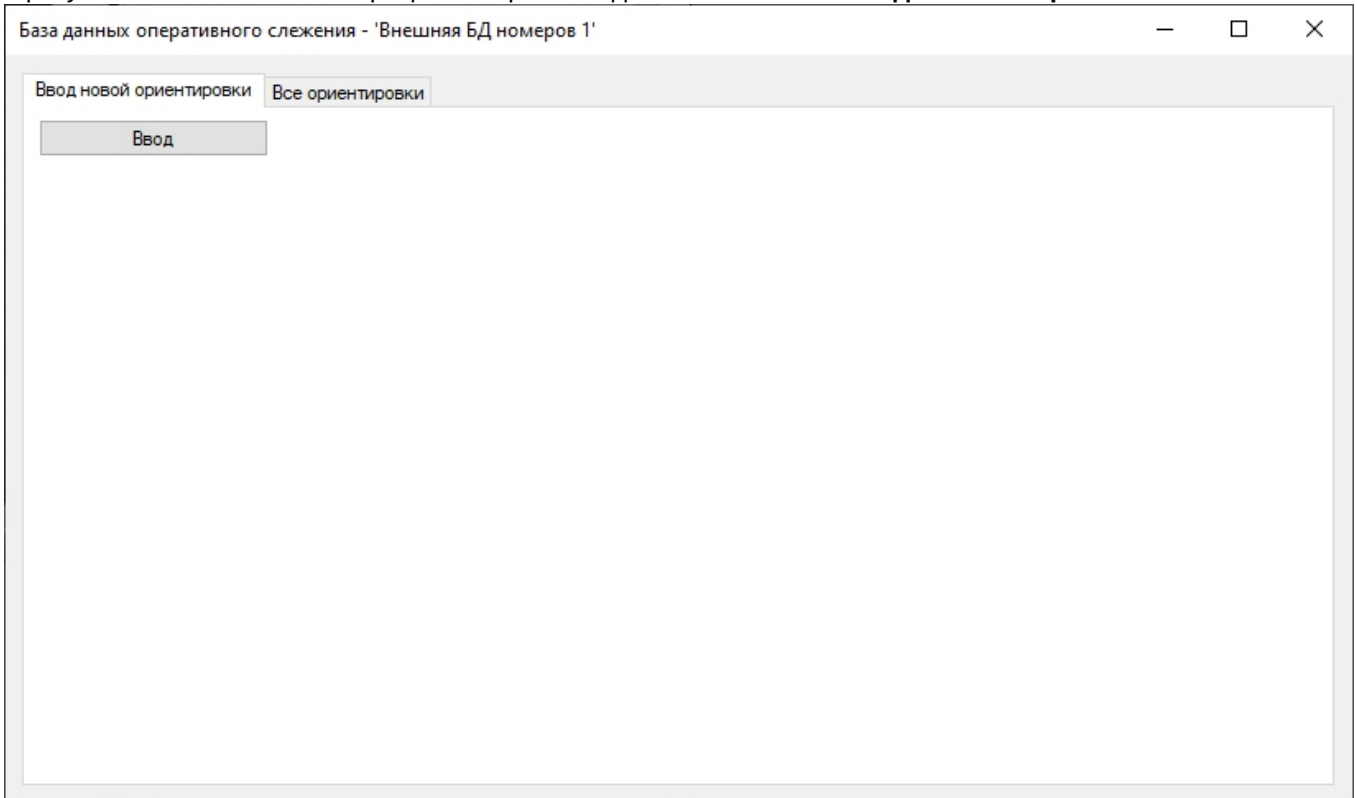 База данных оперативного слежения - 'Внешняя БД номеров 1'
Ввод новой ориентировки
Все ориентировки
Ввод